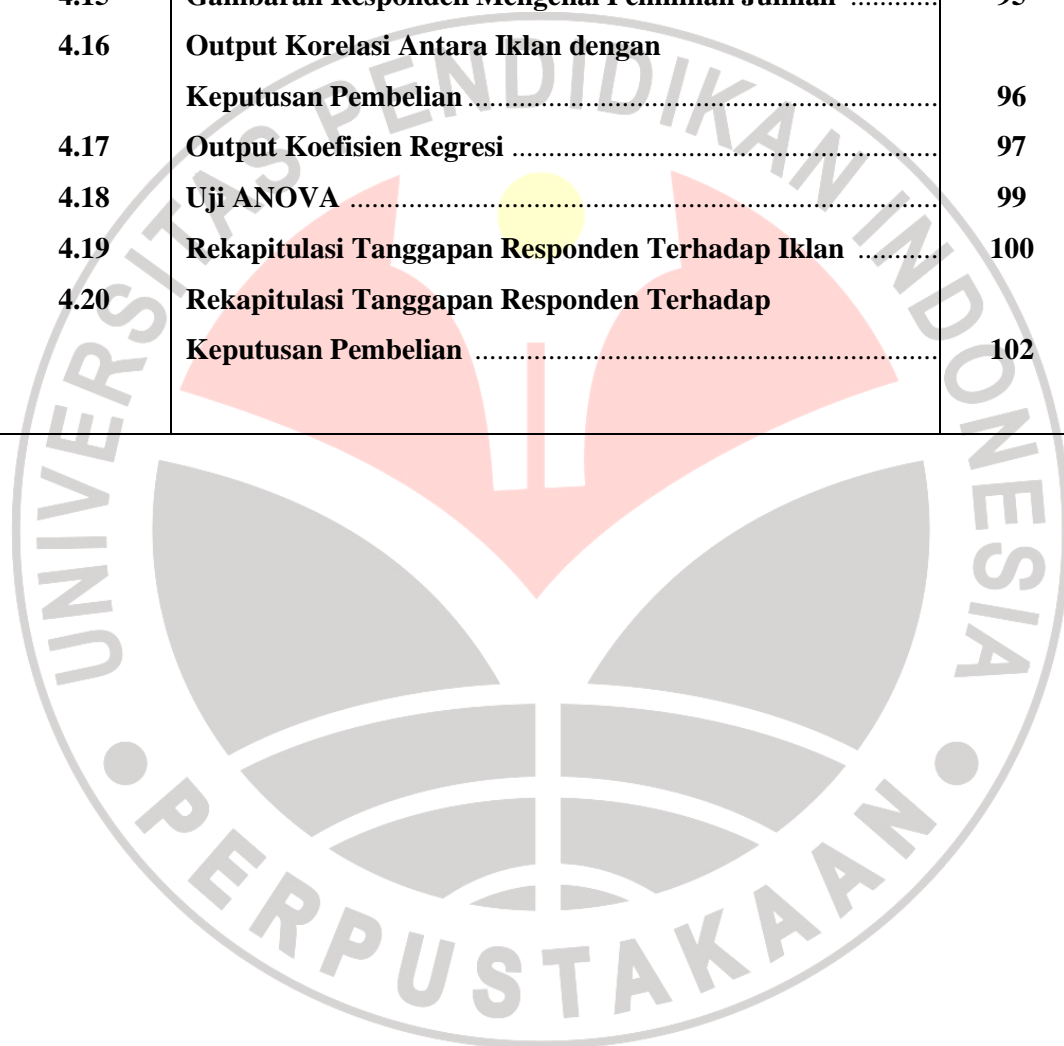 4.16 Output Korelasi Antara Iklan dengan
Keputusan Pembelian ................................................................ 96
4.17 Output Koefisien Regresi .......................................................... 97
4.18 Uji ANOVA ................................................................................ 99
4.19 Rekapitulasi Tanggapan Responden Terhadap Iklan ........... 100
4.20 Rekapitulasi Tanggapan Responden Terhadap
Keputusan Pembelian ............................................................... 102
UNIVERSITAS PENDIDIKAN INDONESIA
PERPUSTAKAAN